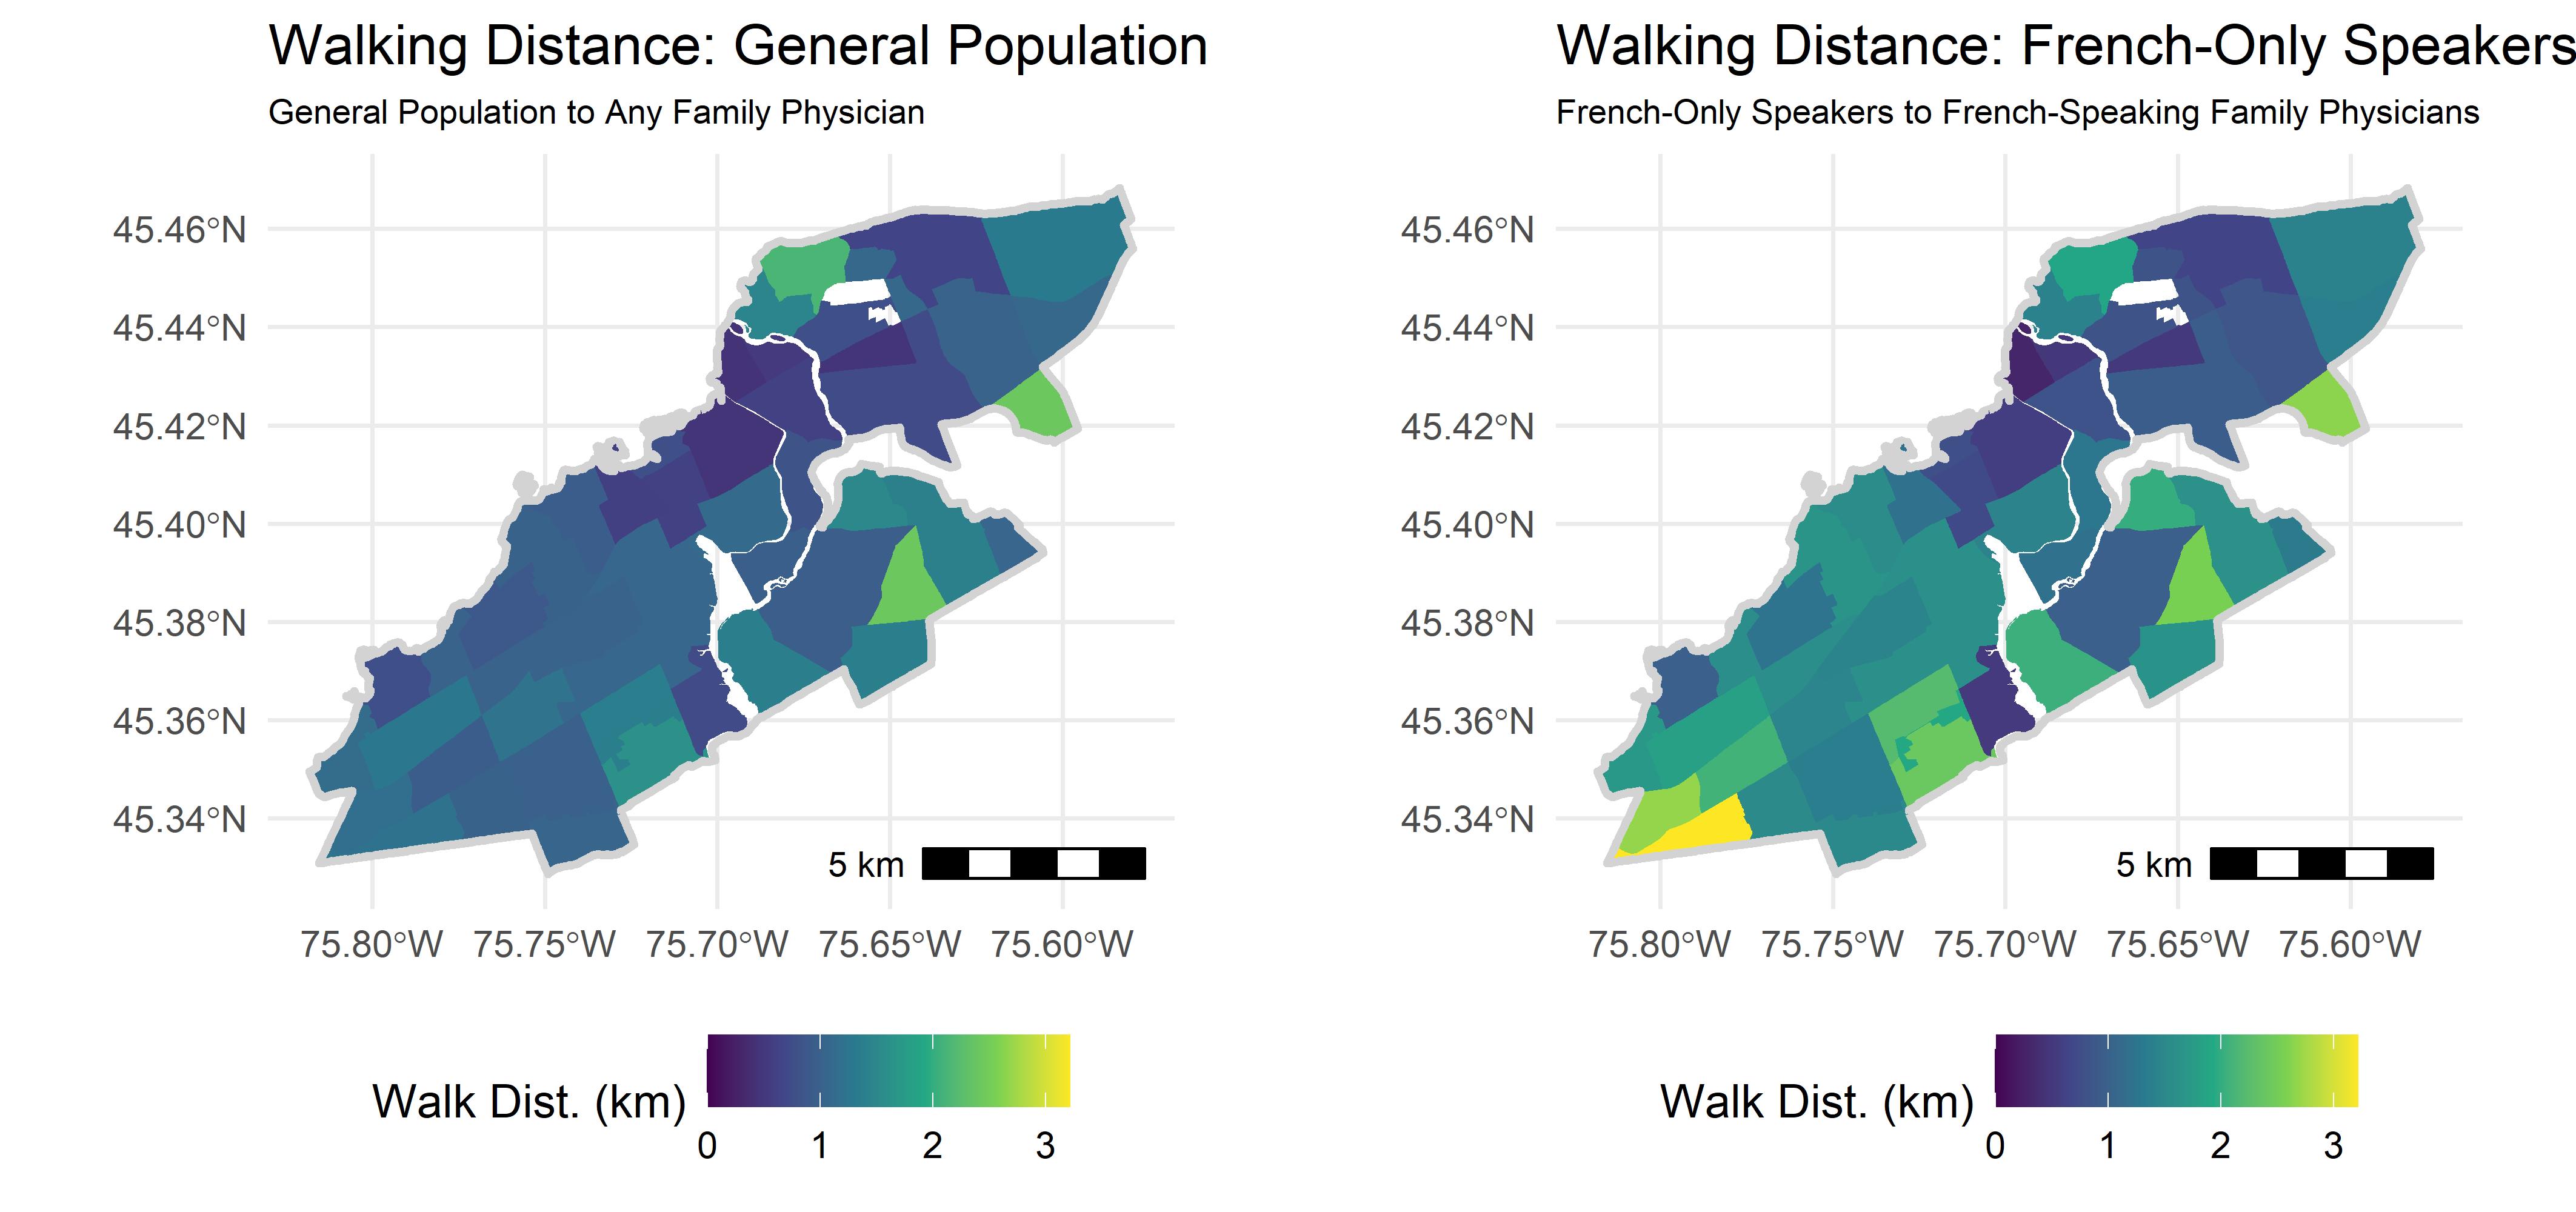 Walking Distance: General Population
General Population to Any Family Physician
45.46°N
45.44°N
45.42°N
45.40°N
45.38°N
45.36°N
45.34°N
5 km
75.80°W 75.75°W 75.70°W 75.65°W 75.60°W
Walk Dist. (km)
0 1 2 3
Walking Distance: French-Only Speakers
French-Only Speakers to French-Speaking Family Physicians
45.46°N
45.44°N
45.42°N
45.40°N
45.38°N
45.36°N
45.34°N
5 km
75.80°W 75.75°W 75.70°W 75.65°W 75.60°W
Walk Dist. (km)
0 1 2 3